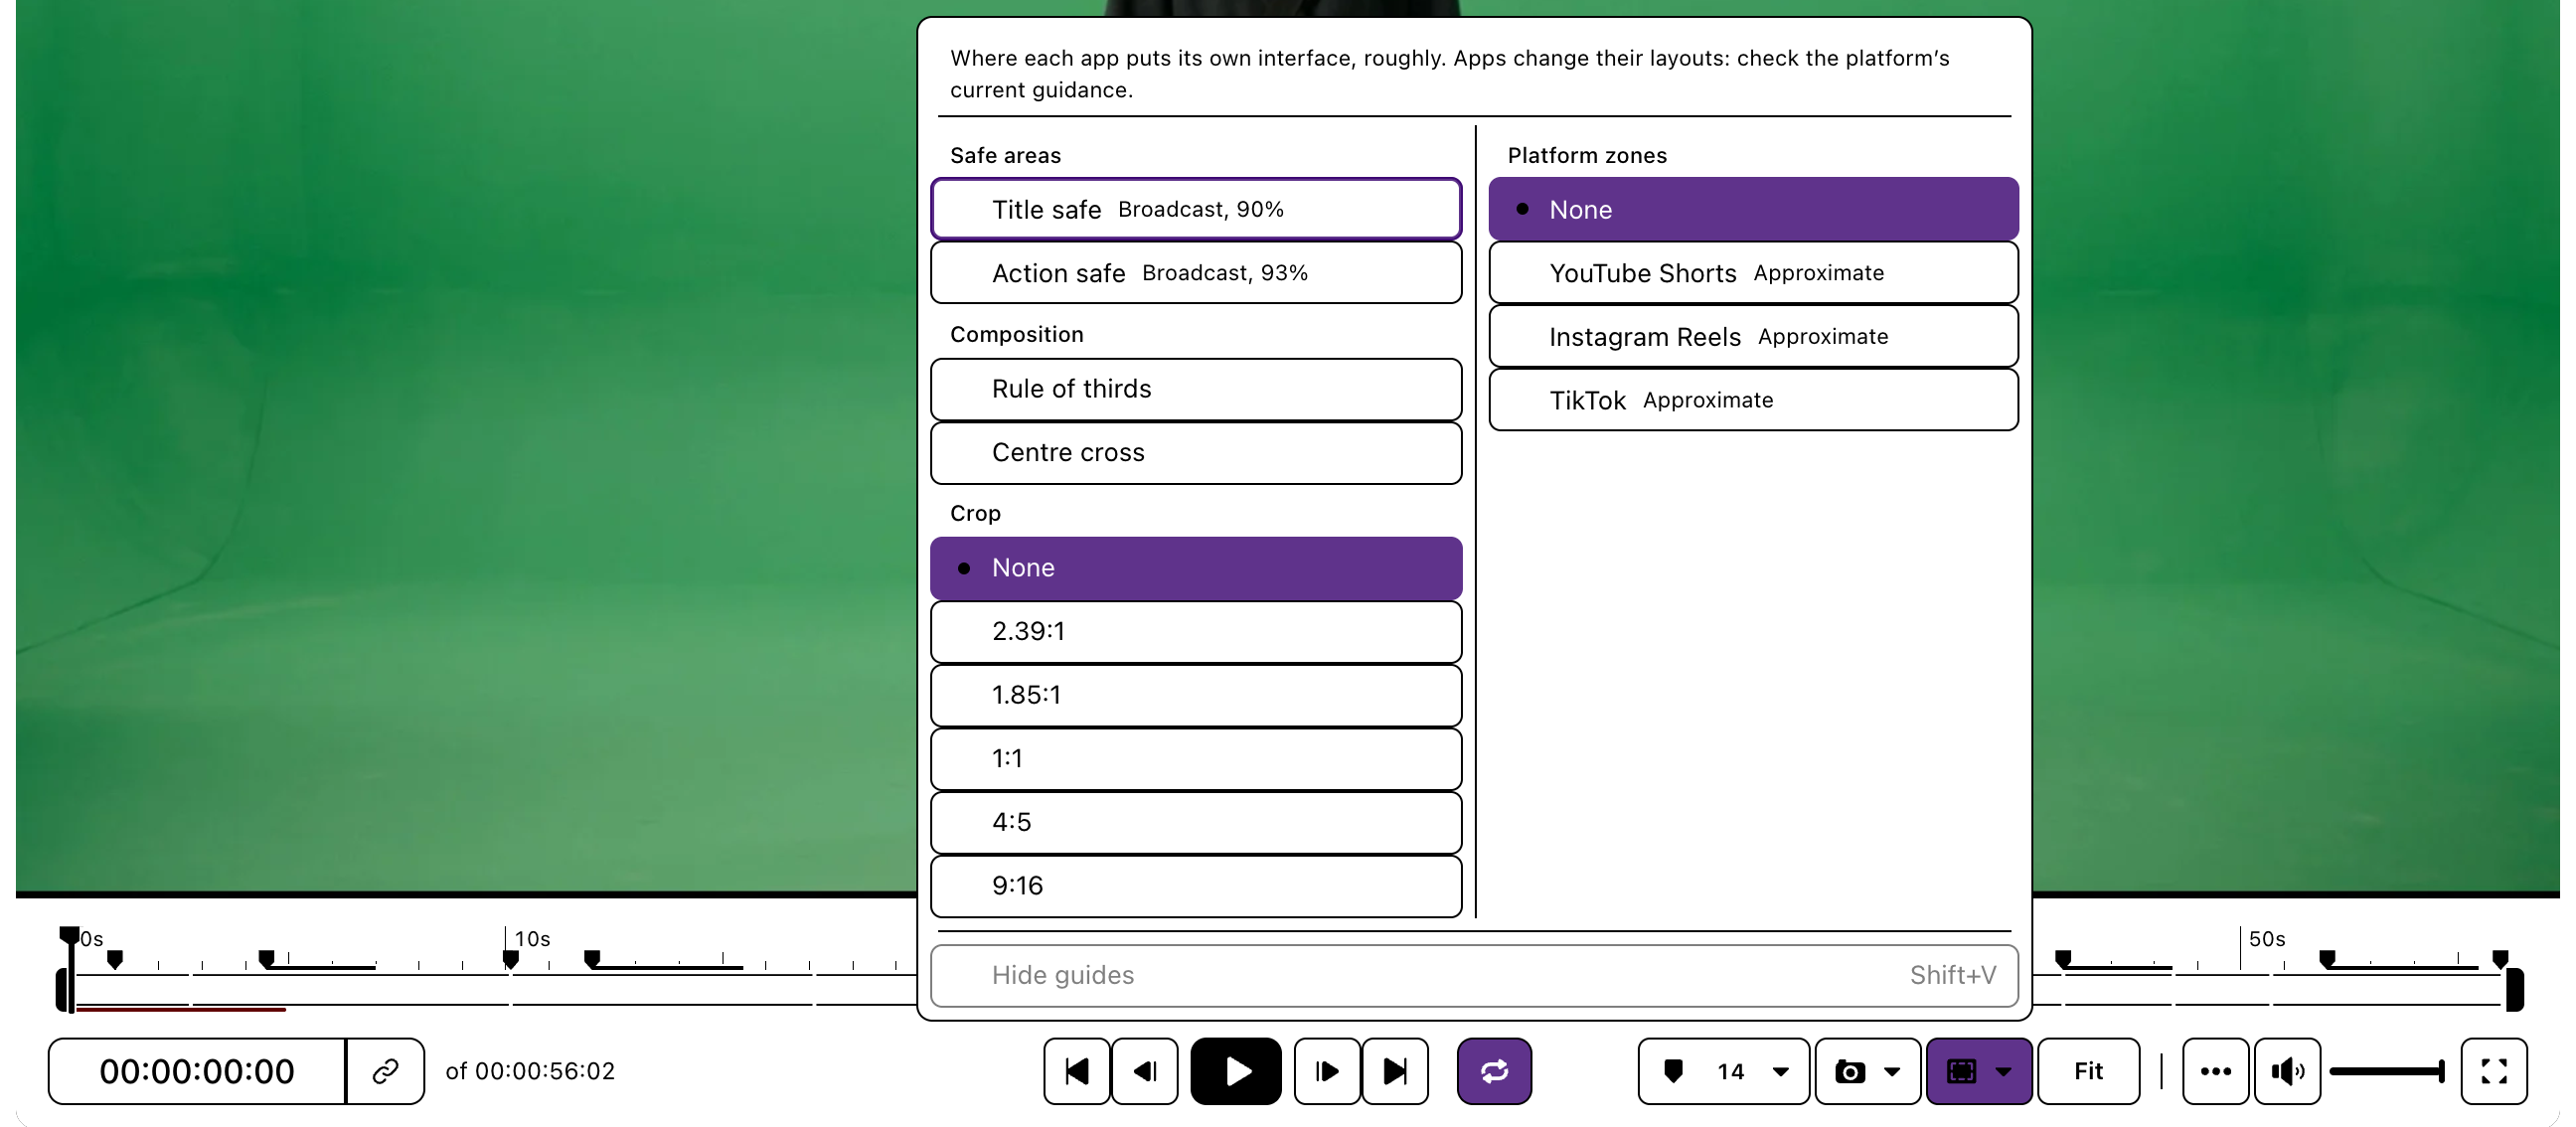 Where each app puts its own interface, roughly. Apps change their layouts: check the platform’s
current guidance.
Safe areas
Title safe Broadcast, 90%
Action safe Broadcast, 93%
Composition
Rule of thirds
Centre cross
Crop
None
2.39:1
1.85:1
1:1
4:5
9:16
Platform zones
None
YouTube Shorts Approximate
Instagram Reels Approximate
TikTok Approximate
Hide guides Shift+V
0s 10s 50s
00:00:00:00 of 00:00:56:02 14 Fit